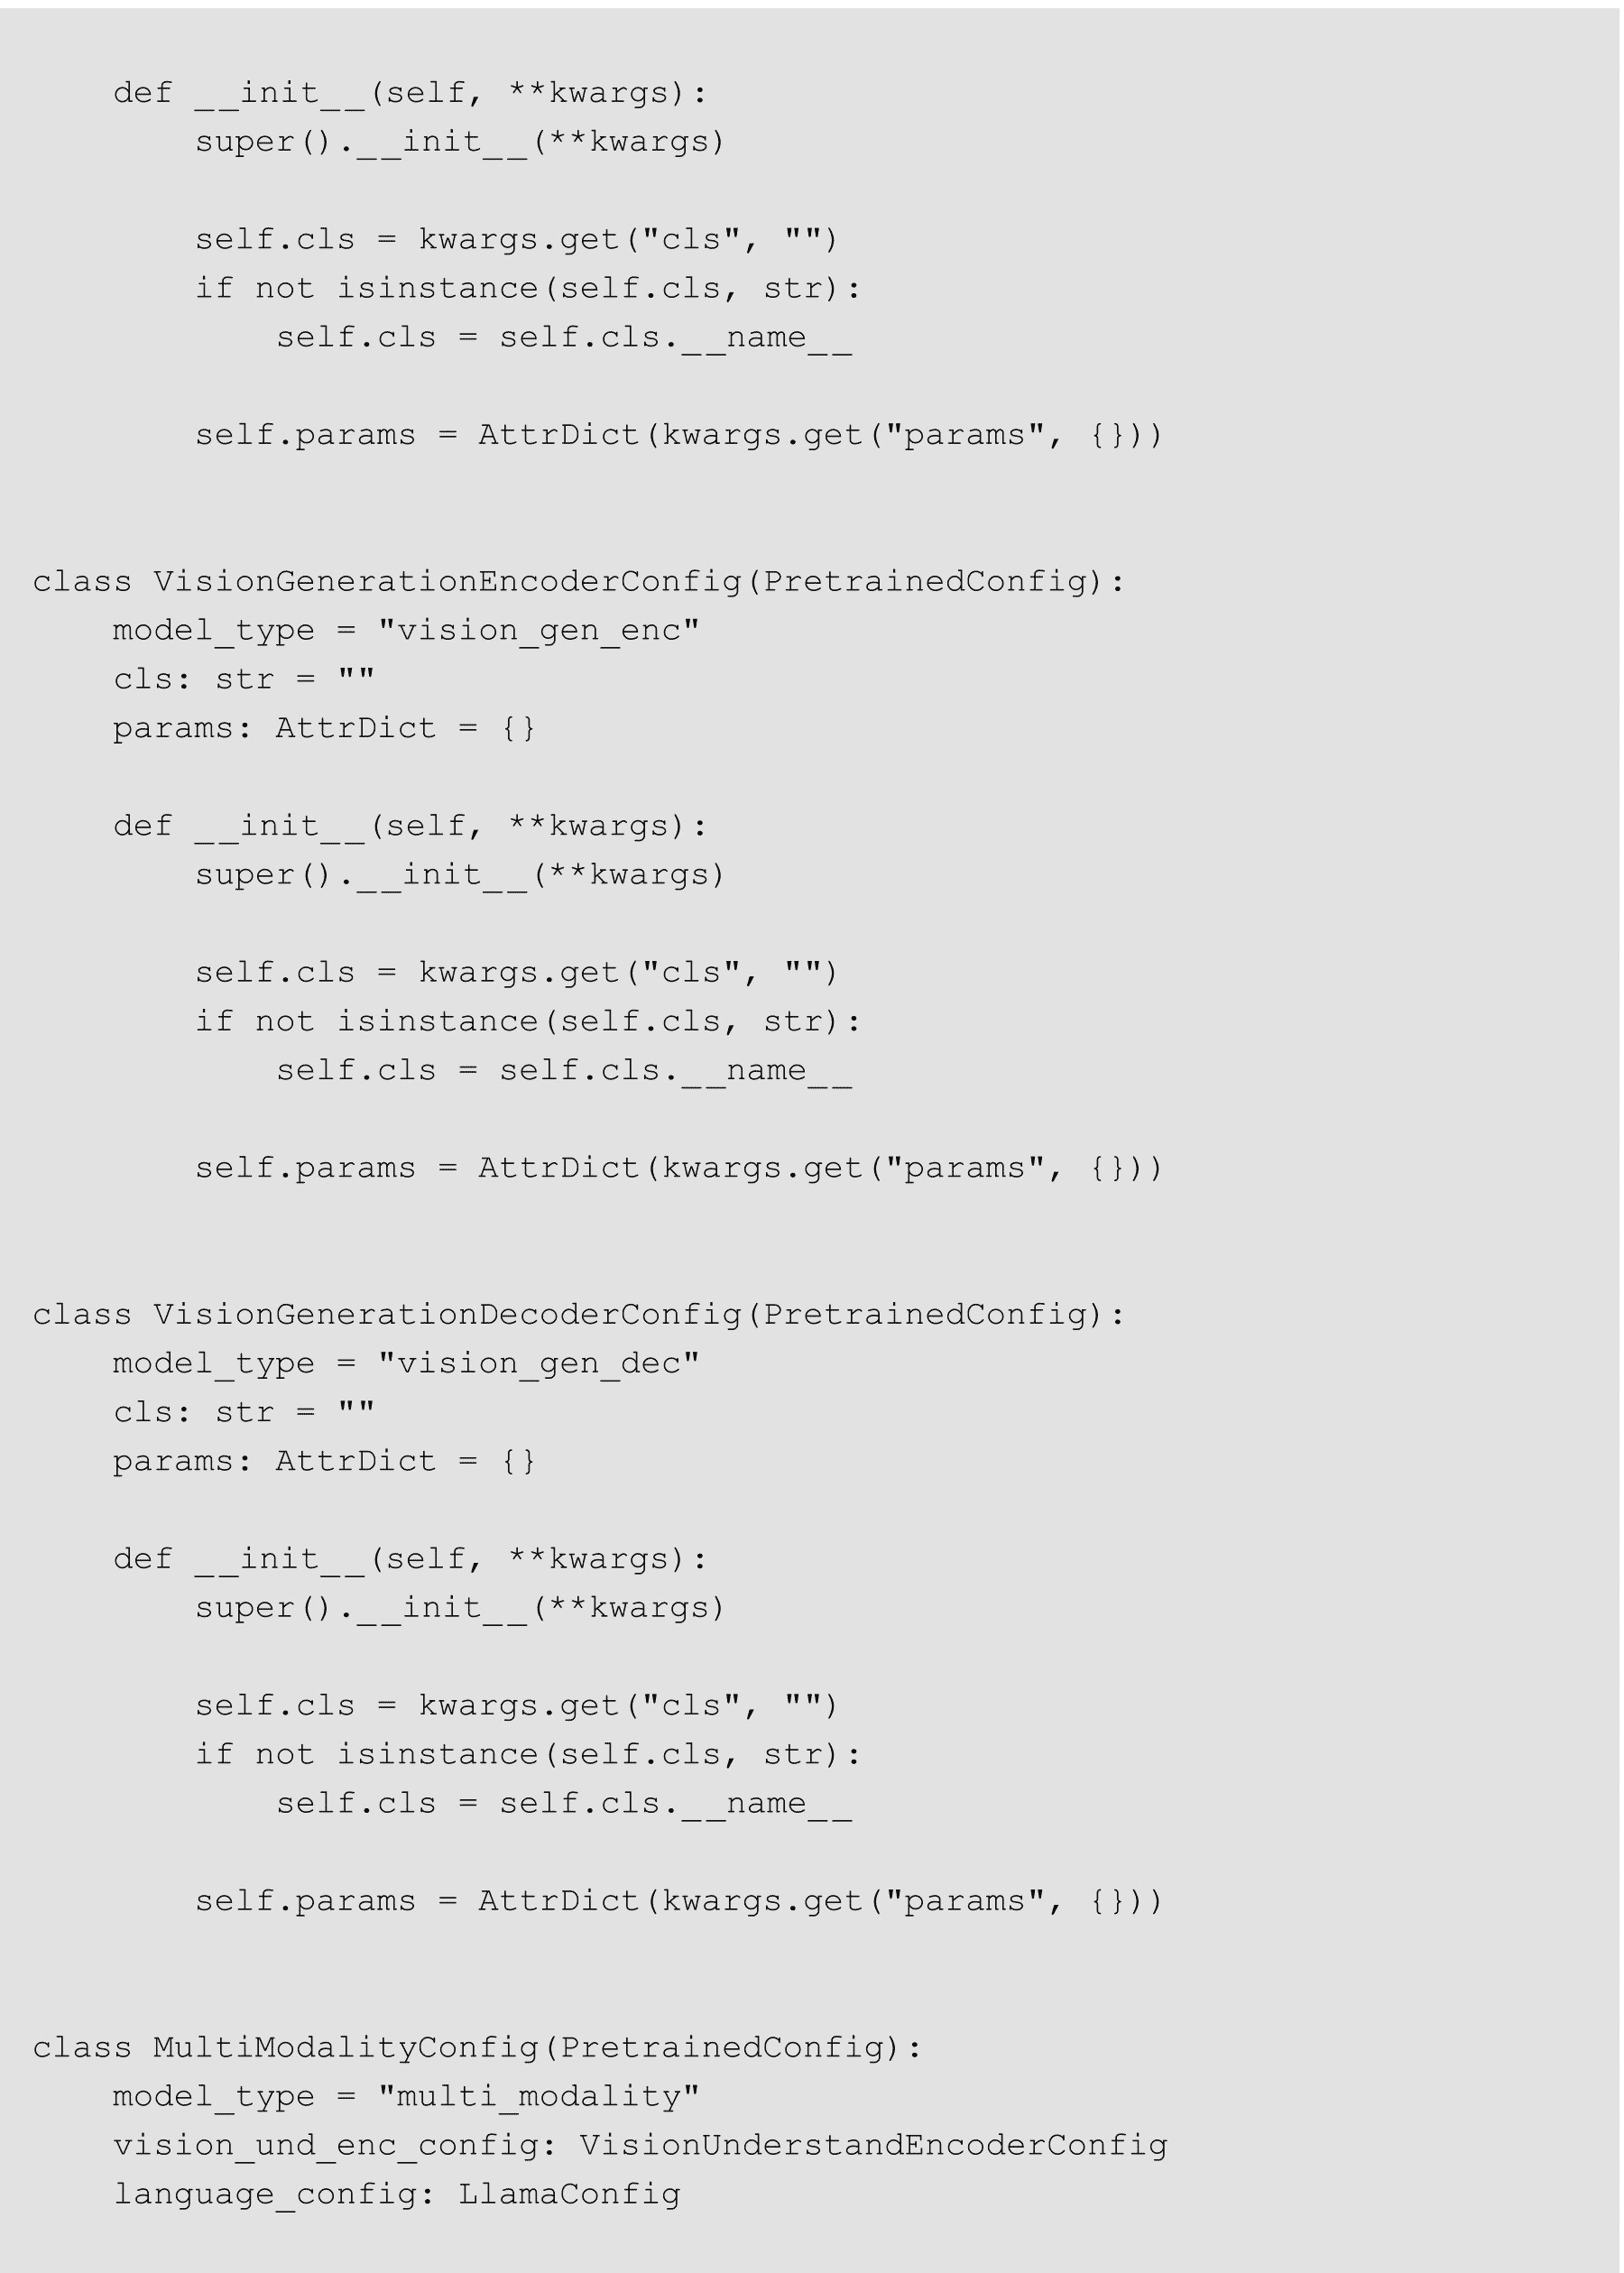 def __init__(self, **kwargs):
        super().__init__(**kwargs)

        self.cls = kwargs.get("cls", "")
        if not isinstance(self.cls, str):
            self.cls = self.cls.__name__

        self.params = AttrDict(kwargs.get("params", {}))


class VisionGenerationEncoderConfig(PretrainedConfig):
    model_type = "vision_gen_enc"
    cls: str = ""
    params: AttrDict = {}

    def __init__(self, **kwargs):
        super().__init__(**kwargs)

        self.cls = kwargs.get("cls", "")
        if not isinstance(self.cls, str):
            self.cls = self.cls.__name__

        self.params = AttrDict(kwargs.get("params", {}))


class VisionGenerationDecoderConfig(PretrainedConfig):
    model_type = "vision_gen_dec"
    cls: str = ""
    params: AttrDict = {}

    def __init__(self, **kwargs):
        super().__init__(**kwargs)

        self.cls = kwargs.get("cls", "")
        if not isinstance(self.cls, str):
            self.cls = self.cls.__name__

        self.params = AttrDict(kwargs.get("params", {}))


class MultiModalityConfig(PretrainedConfig):
    model_type = "multi_modality"
    vision_und_enc_config: VisionUnderstandEncoderConfig
    language_config: LlamaConfig